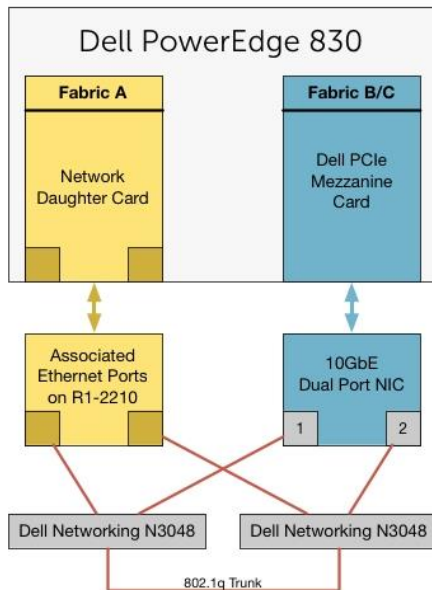 Dell PowerEdge 830
Fabric A
Fabric B/C
Network
Daughter Card
Dell PCIe
Mezzanine
Card
Associated
Ethernet Ports
on R1-2210
10GbE
Dual Port NIC
1
2
Dell Networking N3048
Dell Networking N3048
802.1q Trunk